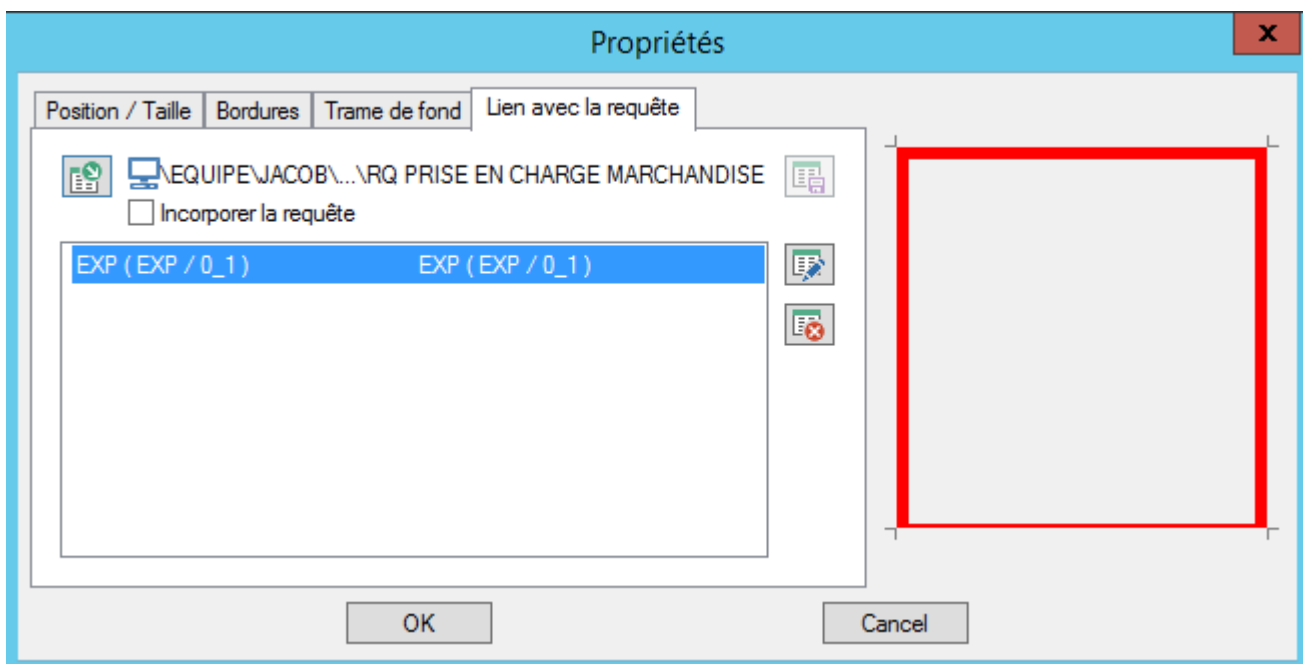 Propriétés
x
Position / Taille Bordures Trame de fond Lien avec la requête
\EQUIPE\JACOB\...\RQ PRISE EN CHARGE MARCHANDISE
Incorporer la requête
EXP ( EXP / 0_1 ) EXP ( EXP / 0_1 )
OK Cancel